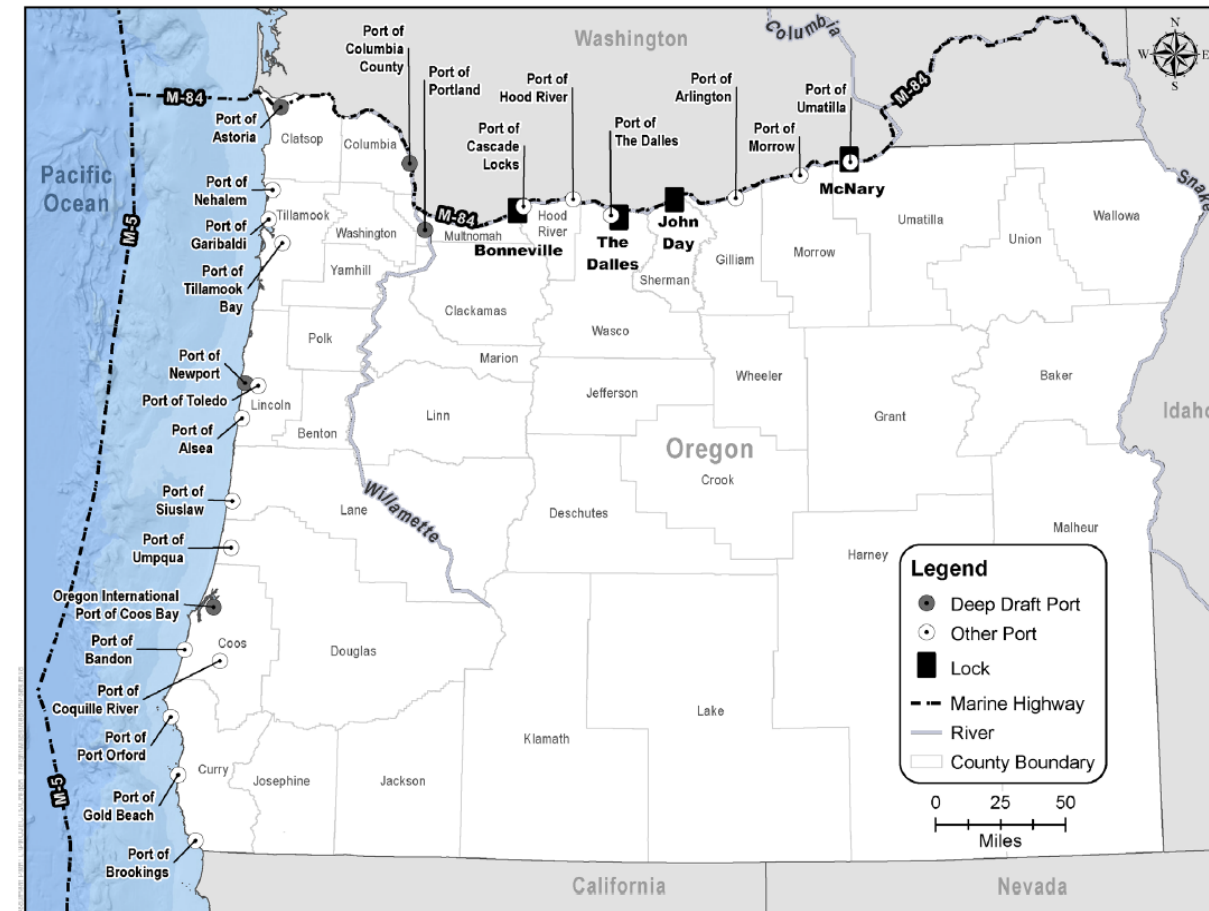 Washington
Columbia
N
W
E
S
Port of
Columbia
County
Port of
Portland
Port of
Hood River
Port of
Cascade
Locks
Port of
The Dalles
Port of
Arlington
Port of
Morrow
Port of
Umatilla
M-84
M-84
M-84
Port of
Astoria
Clatsop
Columbia
Pacific
Ocean
M-5
Port of
Nehalem
Tillamook
Port of
Garibaldi
Washington
Multnomah
Bonneville
Hood
River
The
Dalles
John
Day
McNary
Snake
Umatilla
Wallowa
Union
Port of
Tillamook
Bay
Yamhill
Clackamas
Sherman
Gilliam
Morrow
Polk
Marion
Wasco
Port of
Newport
Port of Toledo
Lincoln
Port of
Alsea
Benton
Linn
Jefferson
Wheeler
Grant
Baker
Idaho
Oregon
Crook
Port of
Siuslaw
Lane
Willamette
Deschutes
Malheur
Port of
Umpqua
Harney
Oregon International
Port of Coos Bay
Port of
Bandon
Coos
Douglas
Port of
Coquille River
Port of
Port Orford
Lake
Klamath
Curry
Josephine
Jackson
M-5
Port of
Gold Beach
Port of
Brookings
Legend
Deep Draft Port
Other Port
Lock
Marine Highway
River
County Boundary
0 25 50
Miles
California
Nevada